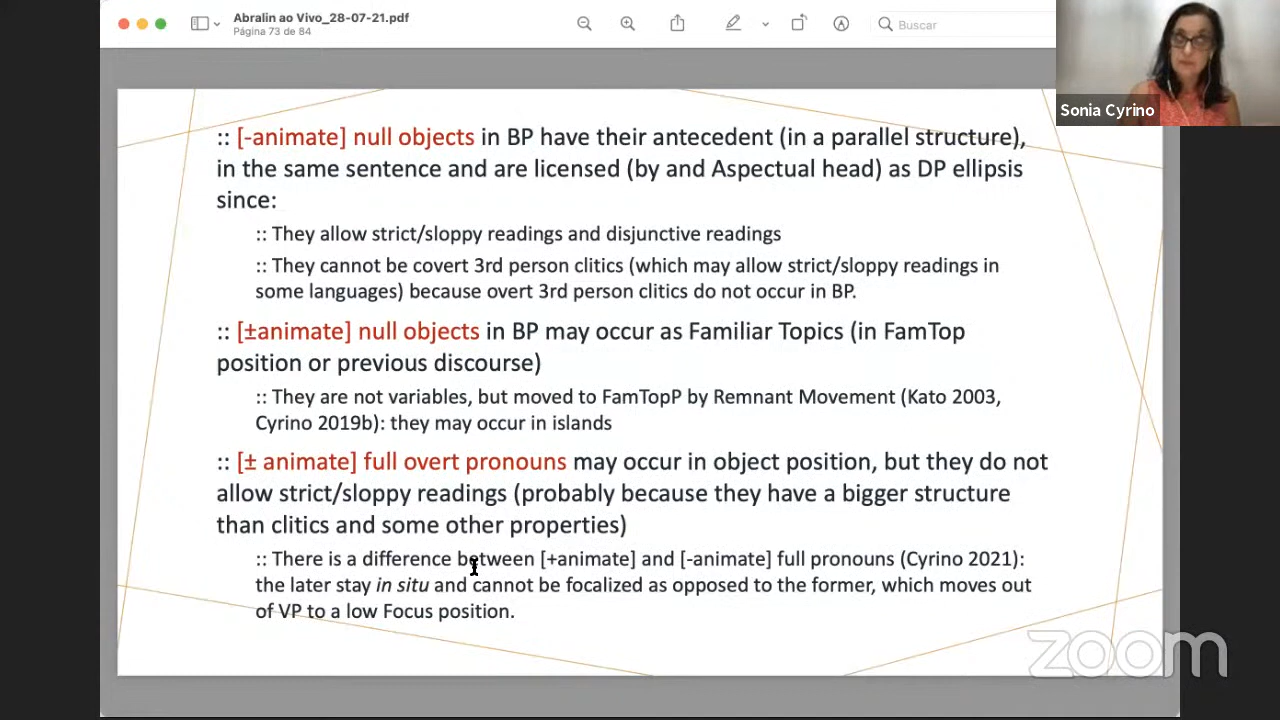 Abralin ao Vivo_28-07-21.pdf
Página 73 de 84
Buscar
Sonia Cyrino
:: [-animate] null objects in BP have their antecedent (in a parallel structure),
in the same sentence and are licensed (by and Aspectual head) as DP ellipsis
since:
:: They allow strict/sloppy readings and disjunctive readings
:: They cannot be covert 3rd person clitics (which may allow strict/sloppy readings in
some languages) because overt 3rd person clitics do not occur in BP.
:: [±animate] null objects in BP may occur as Familiar Topics (in FamTop
position or previous discourse)
:: They are not variables, but moved to FamTopP by Remnant Movement (Kato 2003,
Cyrino 2019b): they may occur in islands
:: [± animate] full overt pronouns may occur in object position, but they do not
allow strict/sloppy readings (probably because they have a bigger structure
than clitics and some other properties)
:: There is a difference between [+animate] and [-animate] full pronouns (Cyrino 2021):
the later stay in situ and cannot be focalized as opposed to the former, which moves out
of VP to a low Focus position.
zoom